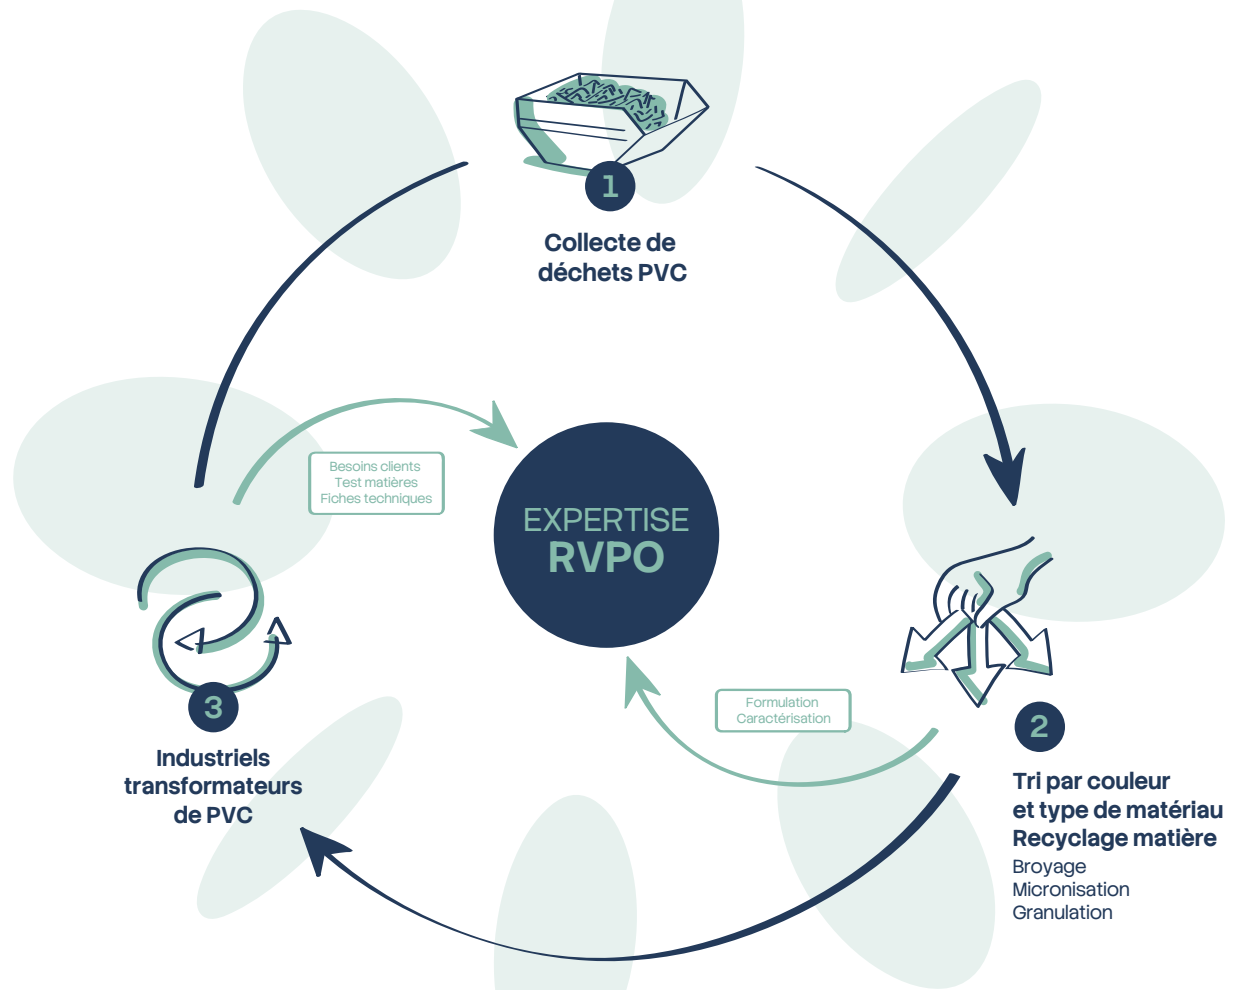 1
Collecte de
déchets PVC
Besoins clients
Test matières
Fiches techniques
EXPERTISE
RVPO
Formulation
Caractérisation
2
Tri par couleur
et type de matériau
Recyclage matière
Broyage
Micronisation
Granulation
3
Industriels
transformateurs
de PVC